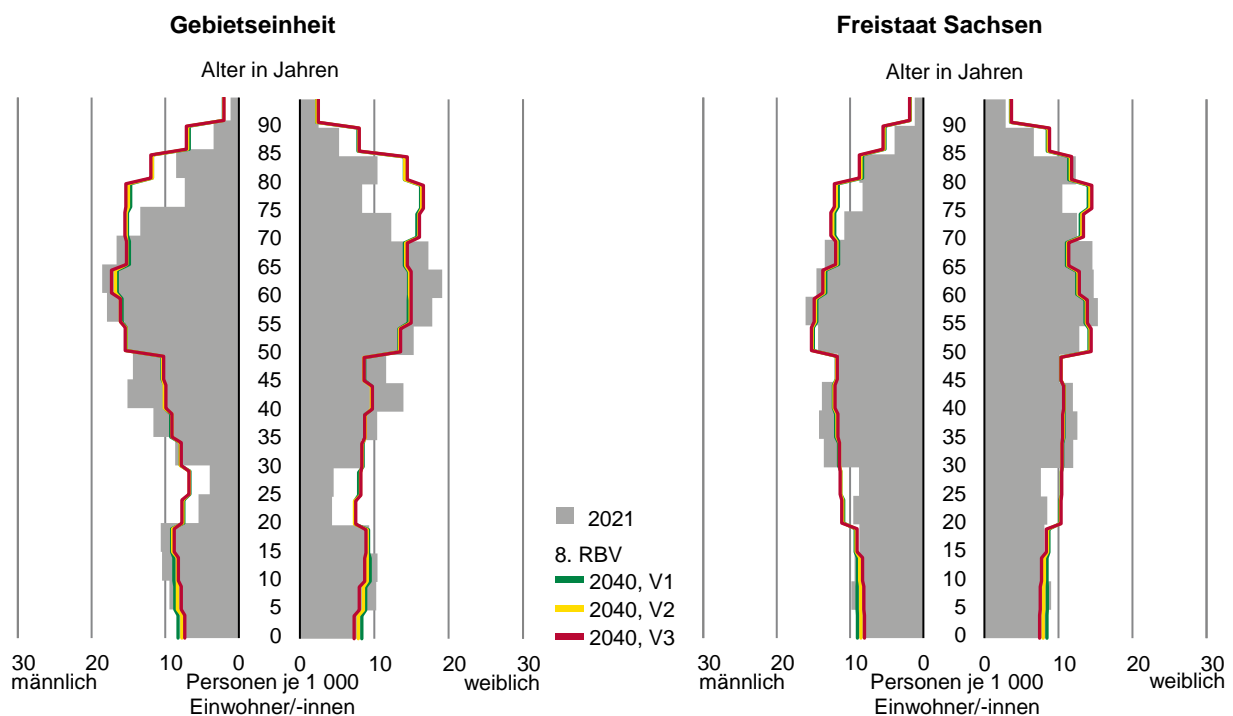 Gebietseinheit
Alter in Jahren
90
85
80
75
70
65
60
55
50
45
40
35
30
25
20
15
10
5
0
30 20 10 0 0 10 20 30
männlich Personen je 1 000 weiblich
Einwohner/-innen
2021
8. RBV
2040, V1
2040, V2
2040, V3
Freistaat Sachsen
Alter in Jahren
90
85
80
75
70
65
60
55
50
45
40
35
30
25
20
15
10
5
0
30 20 10 0 0 10 20 30
männlich Personen je 1 000 weiblich
Einwohner/-innen